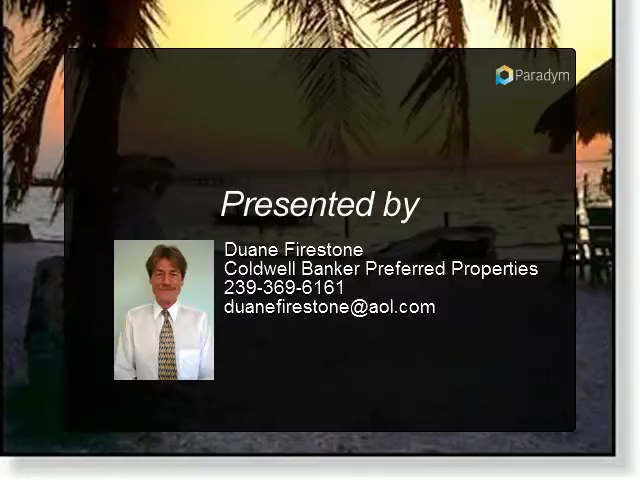 Paradym
Presented by
Duane Firestone
Coldwell Banker Preferred Properties
239-369-6161
duanefirestone@aol.com